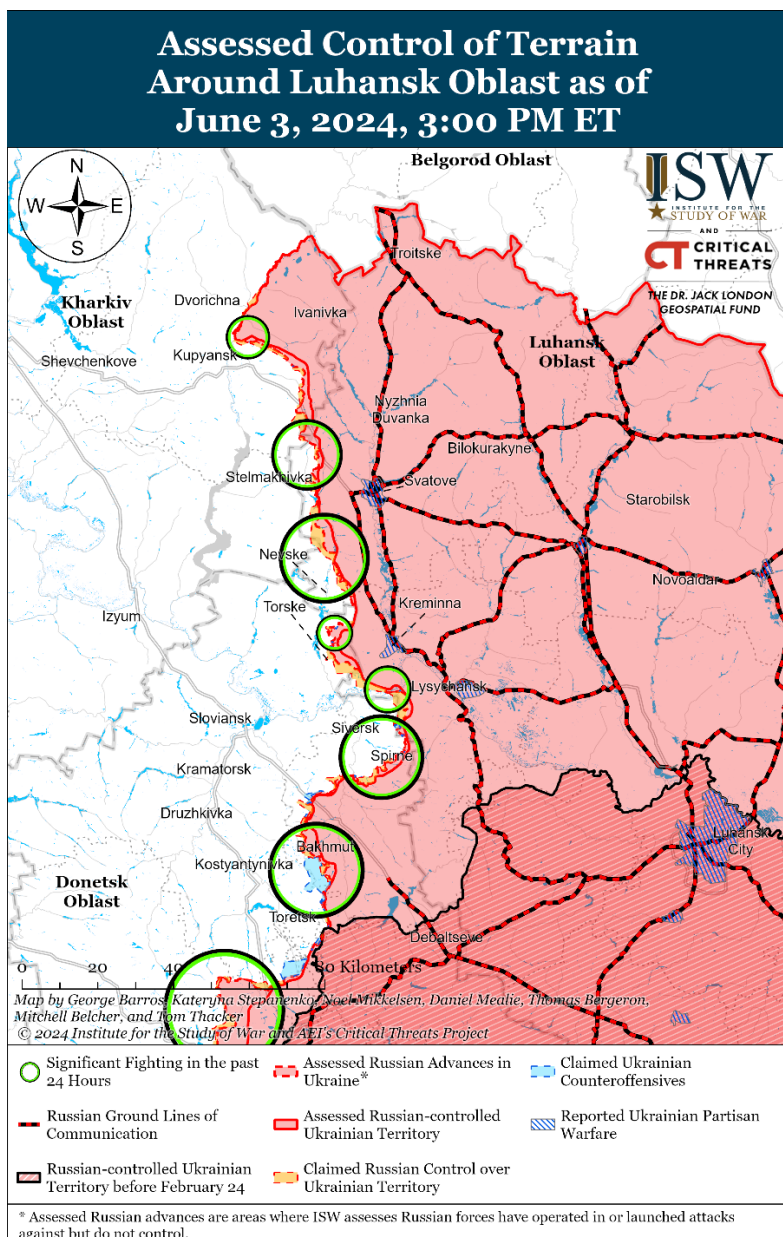 Assessed Control of Terrain
Around Luhansk Oblast as of
June 3, 2024, 3:00 PM ET
N
W
E
S
Belgorod Oblast
ISW
INSTITUTE FOR THE
STUDY OF WAR
AND
CT CRITICAL
THREATS
THE DR. JACK LONDON
GEOSPATIAL FUND
Troitske
Kharkiv
Oblast
Dvorichna
Ivanivka
Kupyansk
Shevchenkove
Luhansk
Oblast
Nyzhnia
Duvanka
Bilokurakyne
Stelmakhivka
Svatove
Starobilsk
Nevske
Novoaidar
Torske
Kreminna
Izyum
Lysychansk
Sloviansk
Siversk
Spirne
Kramatorsk
Druzhkivka
Luhansk
City
Bakhmut
Kostyantynivka
Donetsk
Oblast
Toretsk
Debaltseve
0 20 40 80 Kilometers
Map by George Barros, Kateryna Stepanenko, Noel Mikkelsen, Daniel Mealie, Thomas Bergeron,
Mitchell Belcher, and Tom Thacker
© 2024 Institute for the Study of War and AEI's Critical Threats Project
Significant Fighting in the past
24 Hours
Assessed Russian Advances in
Ukraine*
Claimed Ukrainian
Counteroffensives
Russian Ground Lines of
Communication
Assessed Russian-controlled
Ukrainian Territory
Reported Ukrainian Partisan
Warfare
Russian-controlled Ukrainian
Territory before February 24
Claimed Russian Control over
Ukrainian Territory
* Assessed Russian advances are areas where ISW assesses Russian forces have operated in or launched attacks
against but do not control.